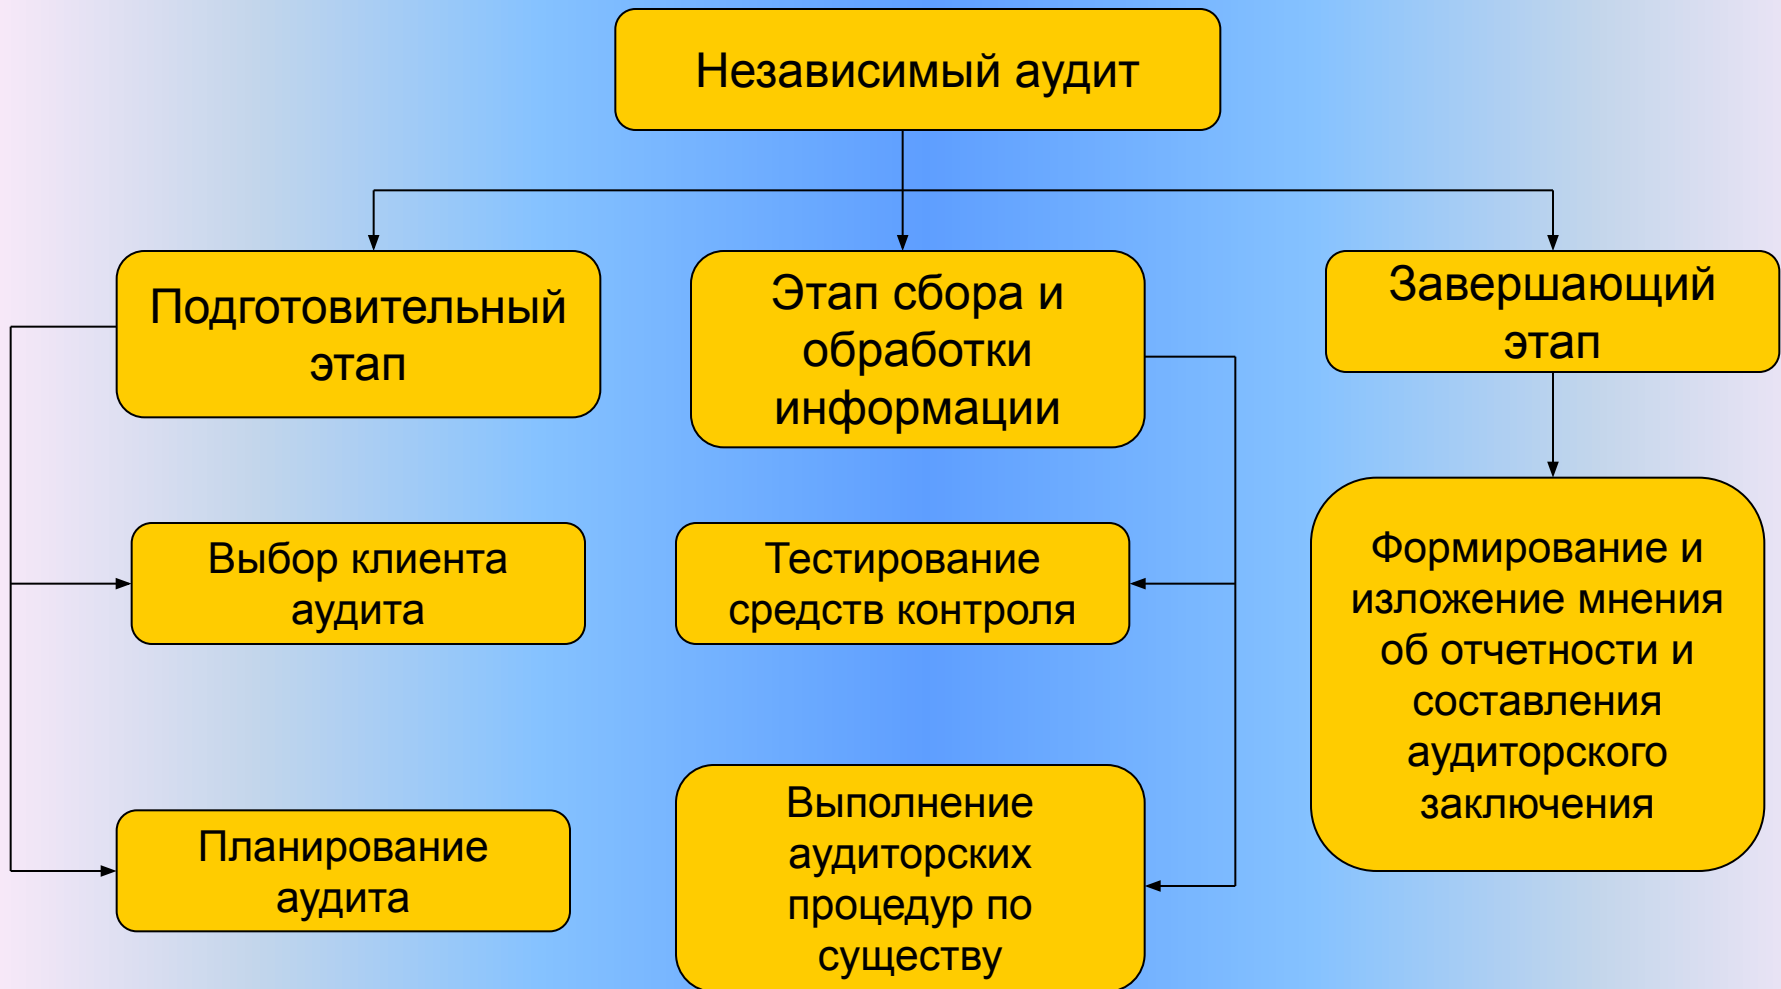 Независимый аудит
Подготовительный
этап
Этап сбора и
обработки
информации
Завершающий
этап
Выбор клиента
аудита
Тестирование
средств контроля
Формирование и
изложение мнения
об отчетности и
составления
аудиторского
заключения
Планирование
аудита
Выполнение
аудиторских
процедур по
существу